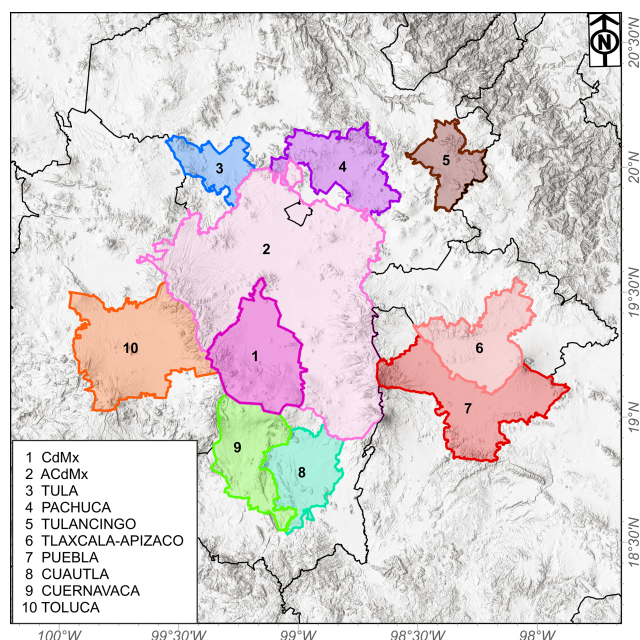 N
20°30'N
3
4
5
20°N
2
19°30'N
10
1
6
7
19°N
9
8
1 CdMx
2 ACdMx
3 TULA
4 PACHUCA
5 TULANCINGO
6 TLAXCALA-APIZACO
7 PUEBLA
8 CUAUTLA
9 CUERNAVACA
10 TOLUCA
18°30'N
100°W 99°30'W 99°W 98°30'W 98°W